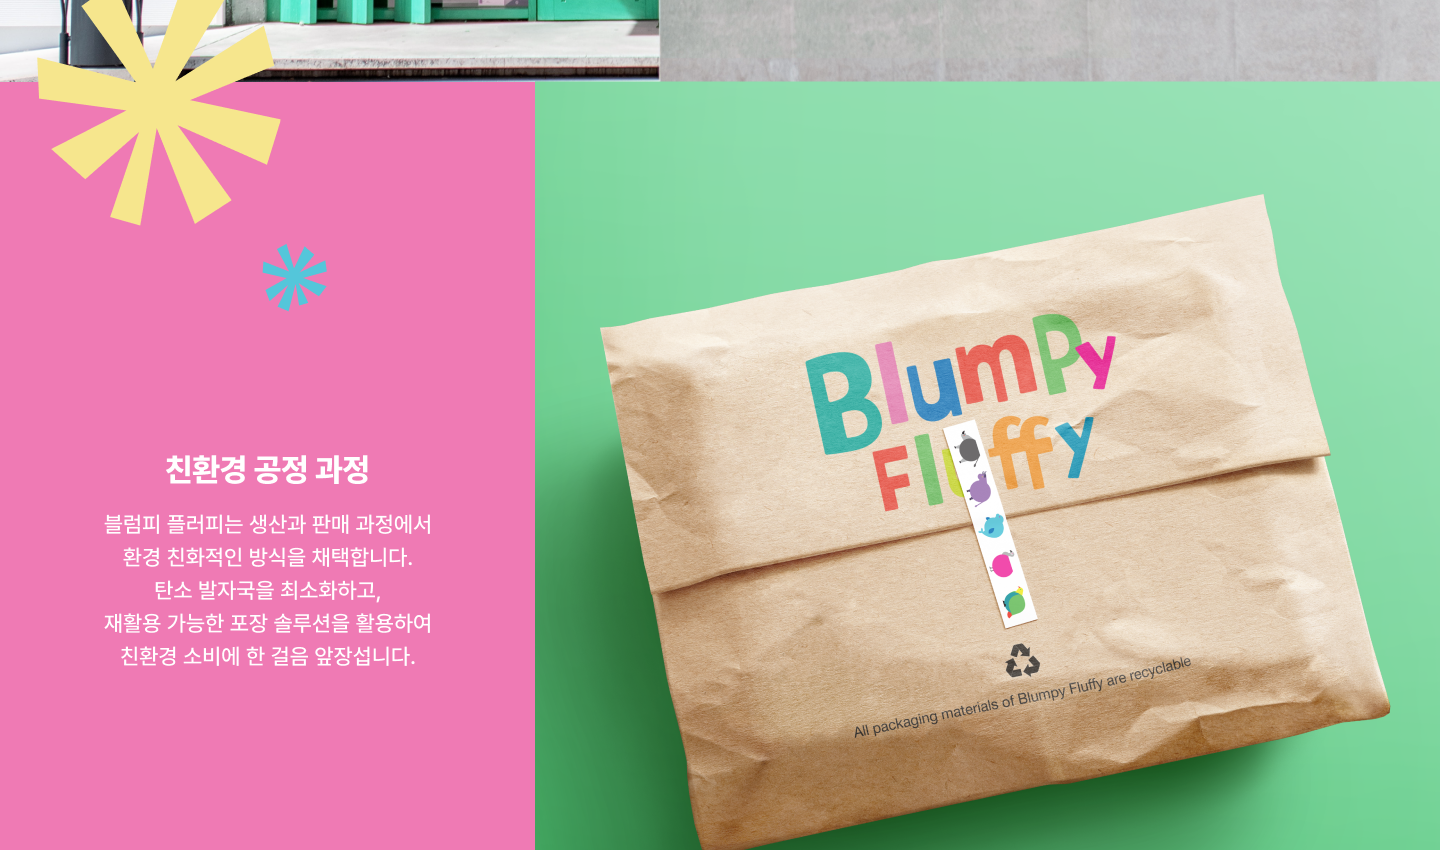 친환경 공정 과정
블럼피 플러피는 생산과 판매 과정에서
환경 친화적인 방식을 채택합니다.
탄소 발자국을 최소화하고,
재활용 가능한 포장 솔루션을 활용하여
친환경 소비에 한 걸음 앞장섭니다.
BlumPy
Fluffy
All packaging materials of Blumpy Fluffy are recyclable